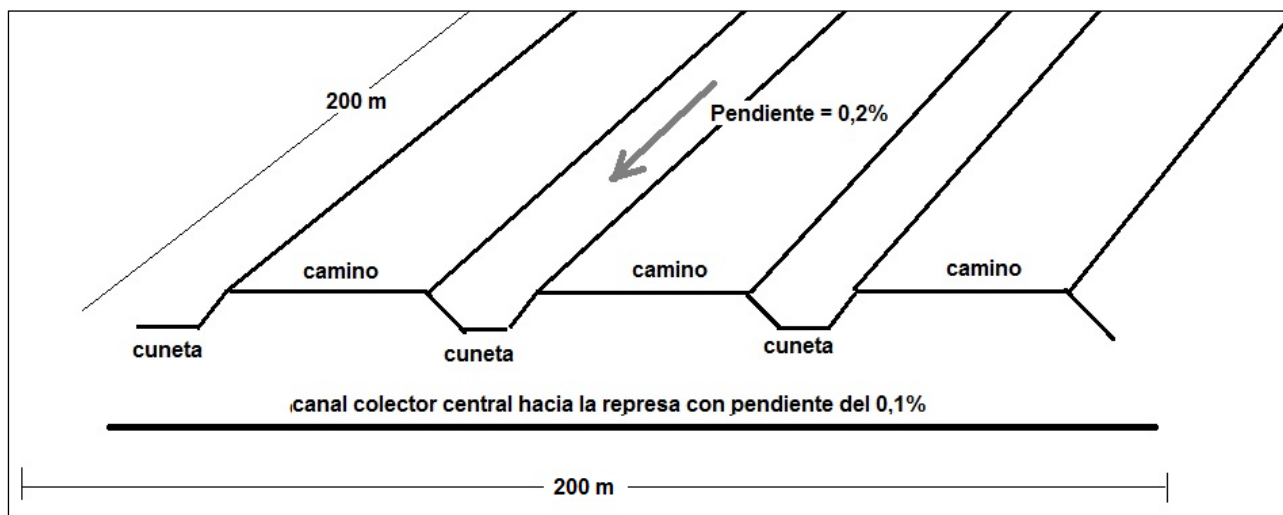 200 m
Pendiente = 0,2%
camino
camino
camino
cuneta
cuneta
cuneta
canal colector central hacia la represa con pendiente del 0,1%
200 m